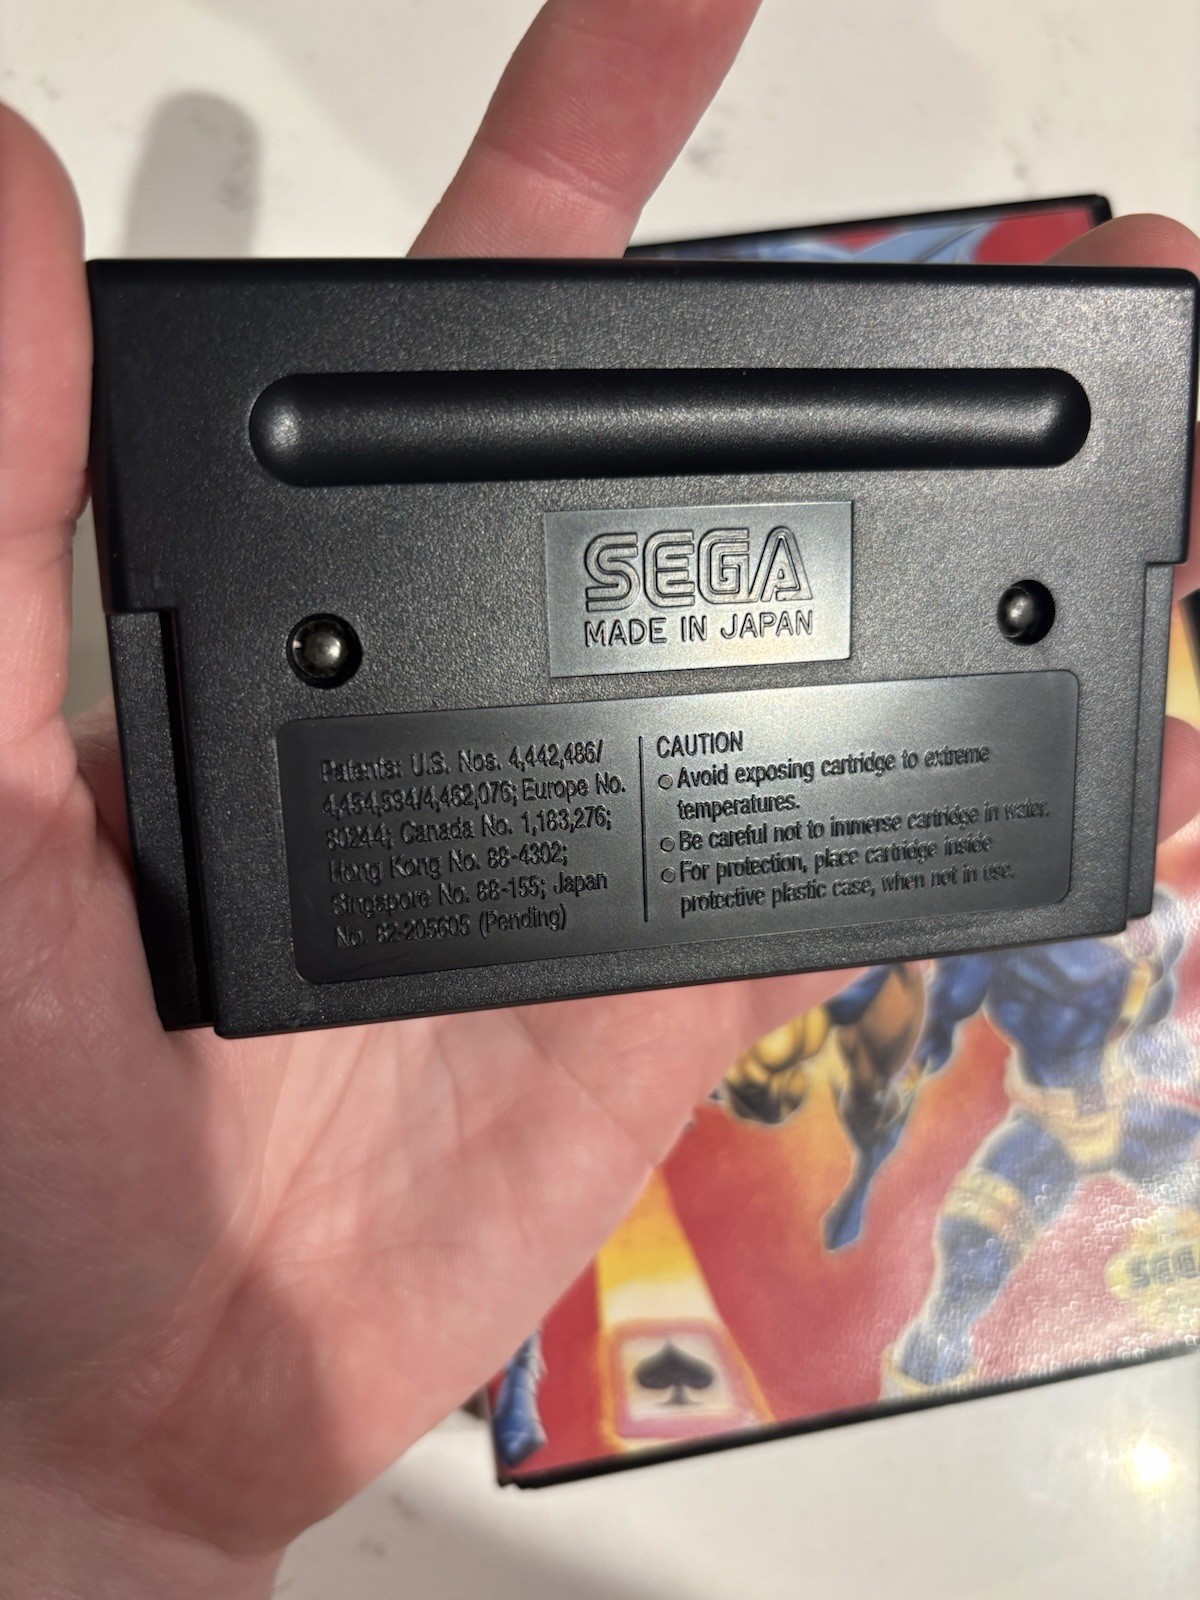 SEGA
MADE IN JAPAN
Patents: U.S. Nos. 4,442,486/
4,454,594/4,462,076; Europe No.
80244; Canada No. 1,183,276;
Hong Kong No. 88-4302;
Singapore No. 88-155; Japan
No. 82-205605 (Pending)
CAUTION
○ Avoid exposing cartridge to extreme
temperatures.
○ Be careful not to immerse cartridge in water.
○ For protection, place cartridge inside
protective plastic case, when not in use.
SEGA